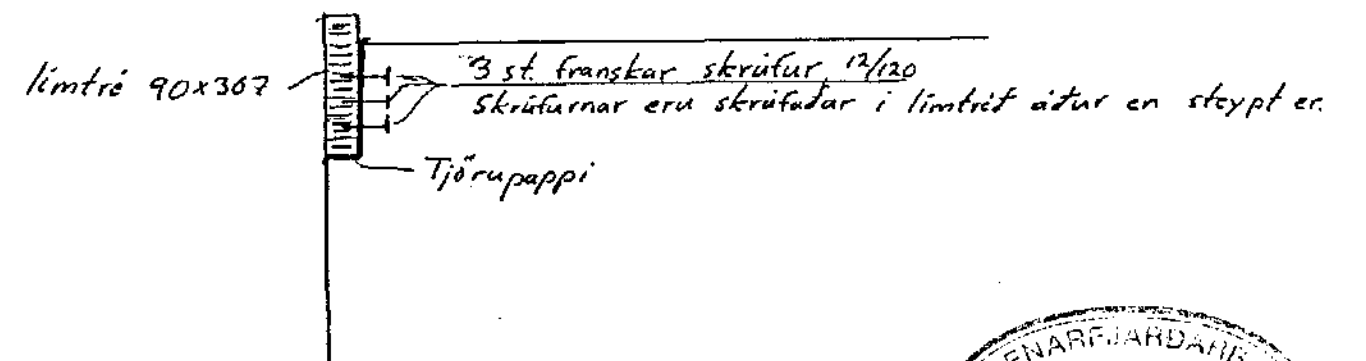 límtré 90x367
3 st. franskar skrúfur 12/120
Skrúfurnar eru skrúfaðar í límtréð áður en steypt er.
Tjörupappi